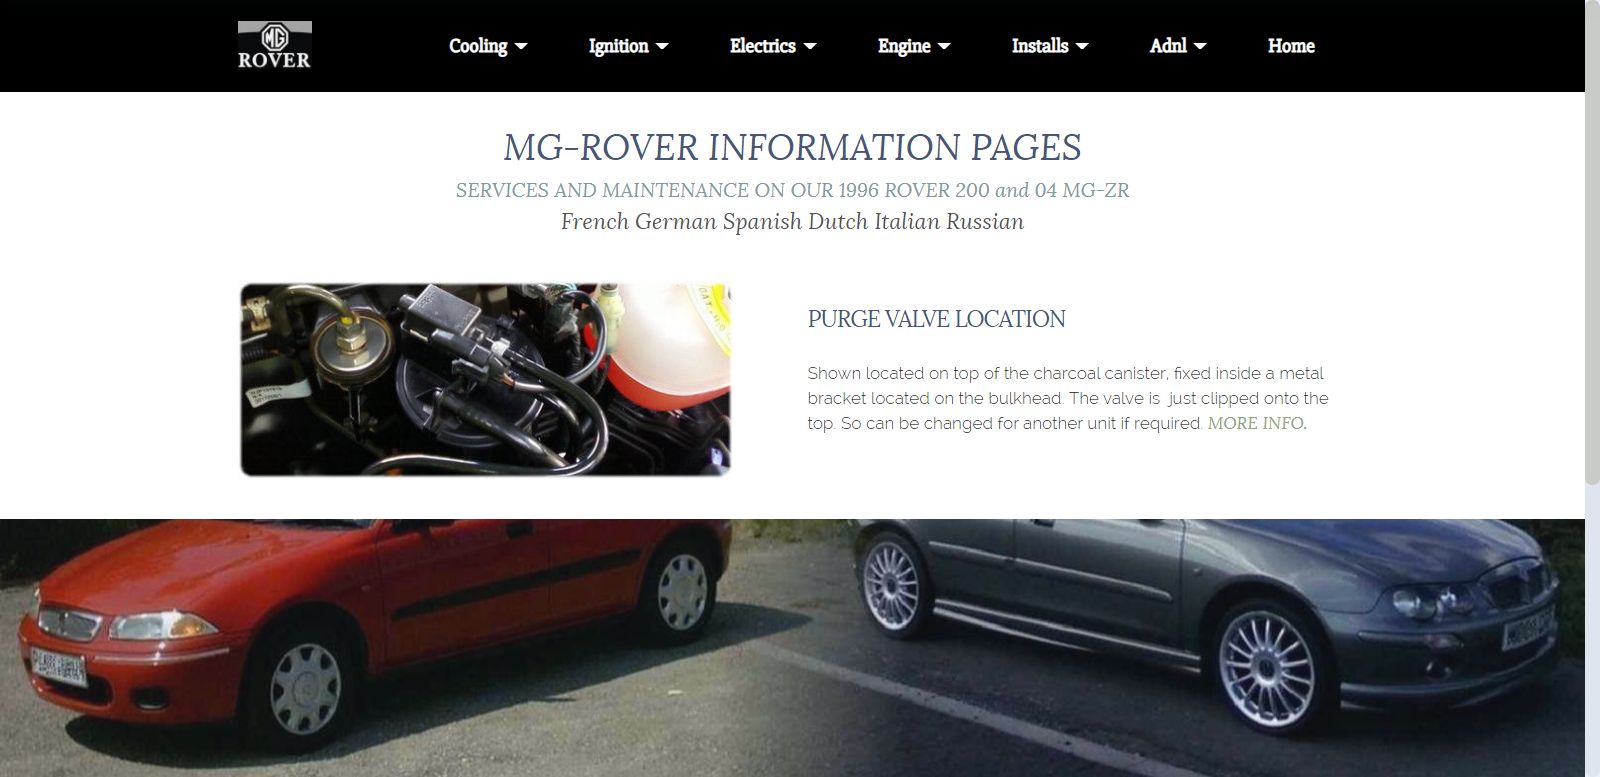 MG
ROVER
Cooling
Ignition
Electrics
Engine
Installs
Adnl
Home
MG-ROVER INFORMATION PAGES
SERVICES AND MAINTENANCE ON OUR 1996 ROVER 200 and 04 MG-ZR
French German Spanish Dutch Italian Russian
PURGE VALVE LOCATION
Shown located on top of the charcoal canister, fixed inside a metal
bracket located on the bulkhead. The valve is just clipped onto the
top. So can be changed for another unit if required. MORE INFO.